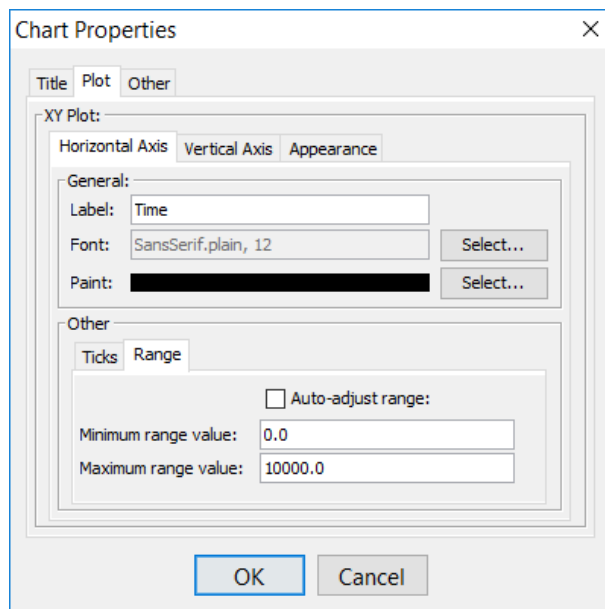 Chart Properties
Title Plot Other
XY Plot:
Horizontal Axis Vertical Axis Appearance
General:
Label: Time
Font: SansSerif.plain, 12 Select...
Paint: Select...
Other
Ticks Range
Auto-adjust range:
Minimum range value: 0.0
Maximum range value: 10000.0
OK Cancel